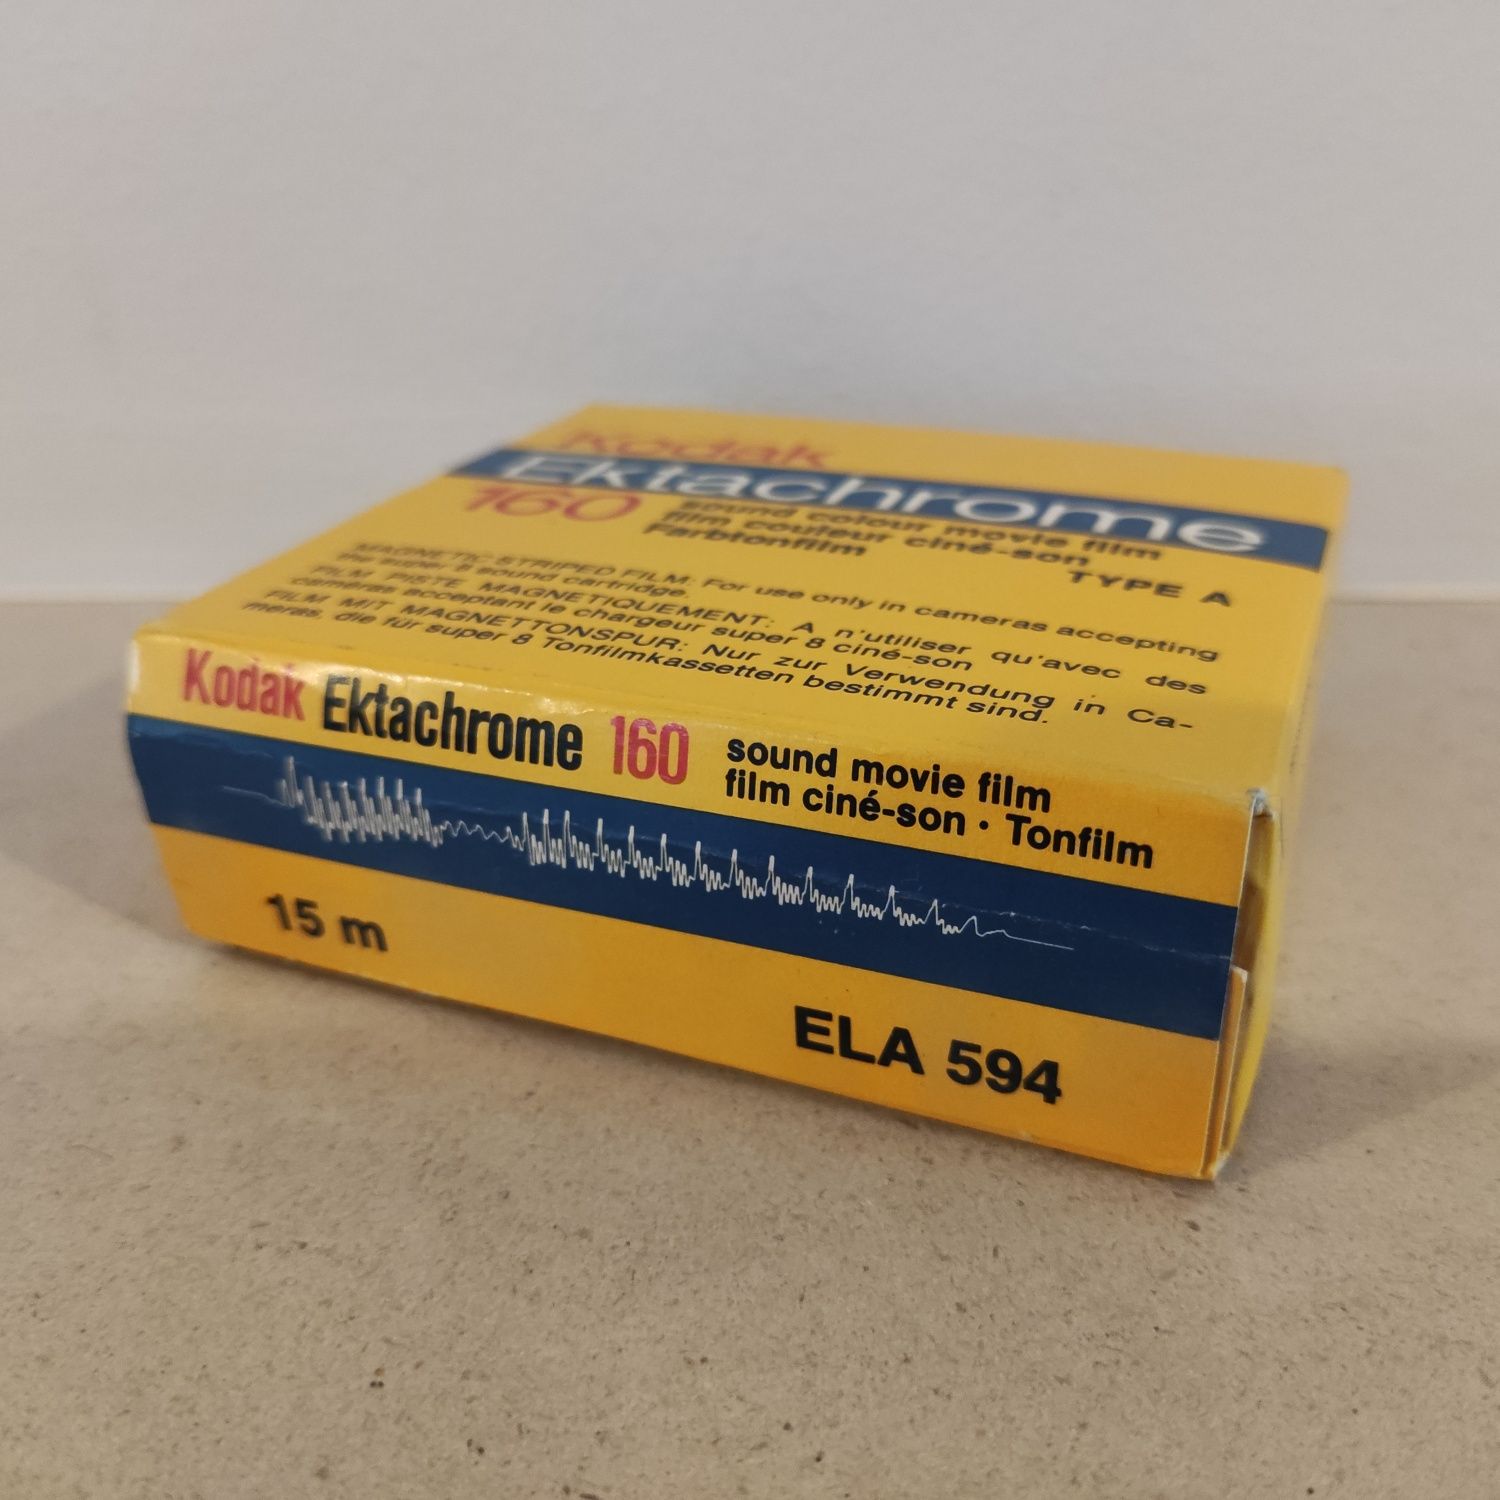 Kodak
Ektachrome
160
sound colour movie film
film couleur ciné-son
Farbtonfilm
TYPE A
MAGNETIC-STRIPED FILM: For use only in cameras accepting
the super 8 sound cartridge.
FILM PISTE MAGNETIQUEMENT: A n'utiliser qu'avec des
caméras acceptant le chargeur super 8 ciné-son
FILM MIT MAGNETTONSPUR: Nur zur Verwendung in Ca-
meras, die für super 8 Tonfilmkassetten bestimmt sind.
Kodak Ektachrome 160
sound movie film
film ciné-son · Tonfilm
15 m
ELA 594